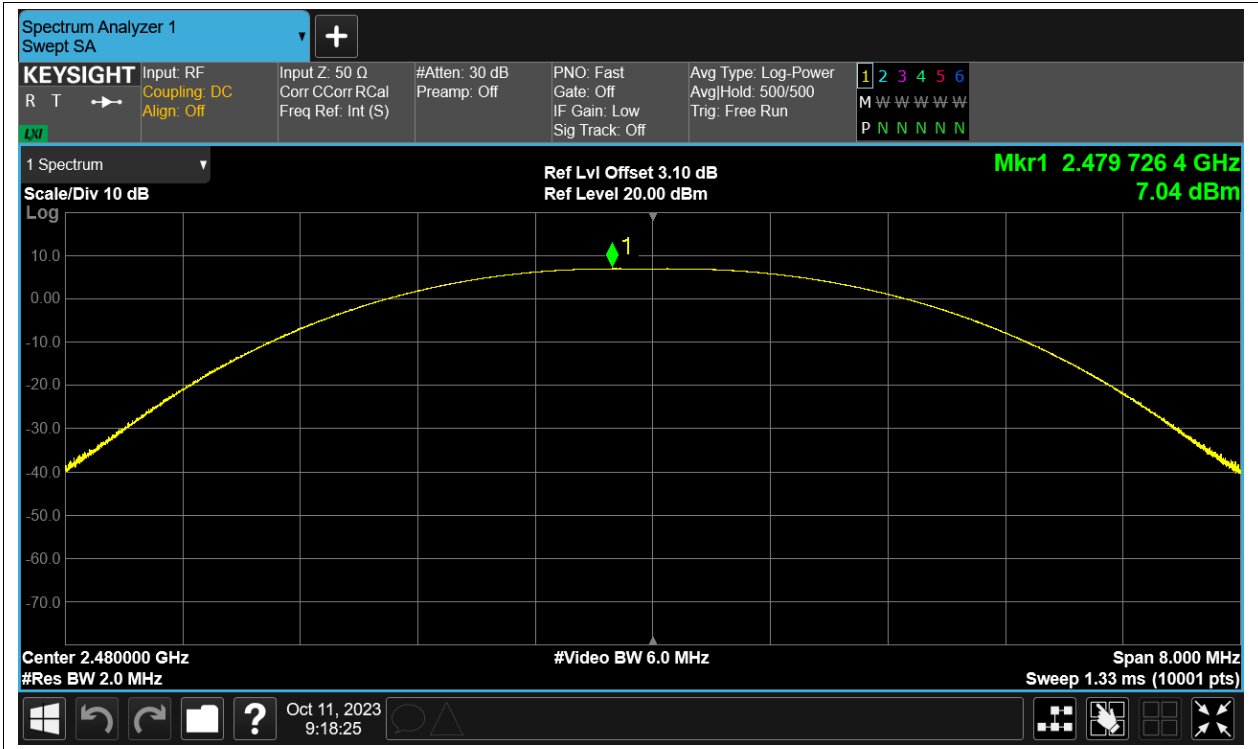 Spectrum Analyzer 1
Swept SA
KEYSIGHT
R T
LXI
Input: RF
Coupling: DC
Align: Off
Input Z: 50 Ω
Corr CCorr RCal
Freq Ref: Int (S)
#Atten: 30 dB
Preamp: Off
PNO: Fast
Gate: Off
IF Gain: Low
Sig Track: Off
Avg Type: Log-Power
Avg|Hold: 500/500
Trig: Free Run
1 2 3 4 5 6
M W W W W W
P N N N N N
1 Spectrum
Scale/Div 10 dB
Log
Ref Lvl Offset 3.10 dB
Ref Level 20.00 dBm
Mkr1 2.479 726 4 GHz
7.04 dBm
1
10.0
0.00
-10.0
-20.0
-30.0
-40.0
-50.0
-60.0
-70.0
Center 2.480000 GHz
#Video BW 6.0 MHz
Span 8.000 MHz
#Res BW 2.0 MHz
Sweep 1.33 ms (10001 pts)
?
Oct 11, 2023
9:18:25